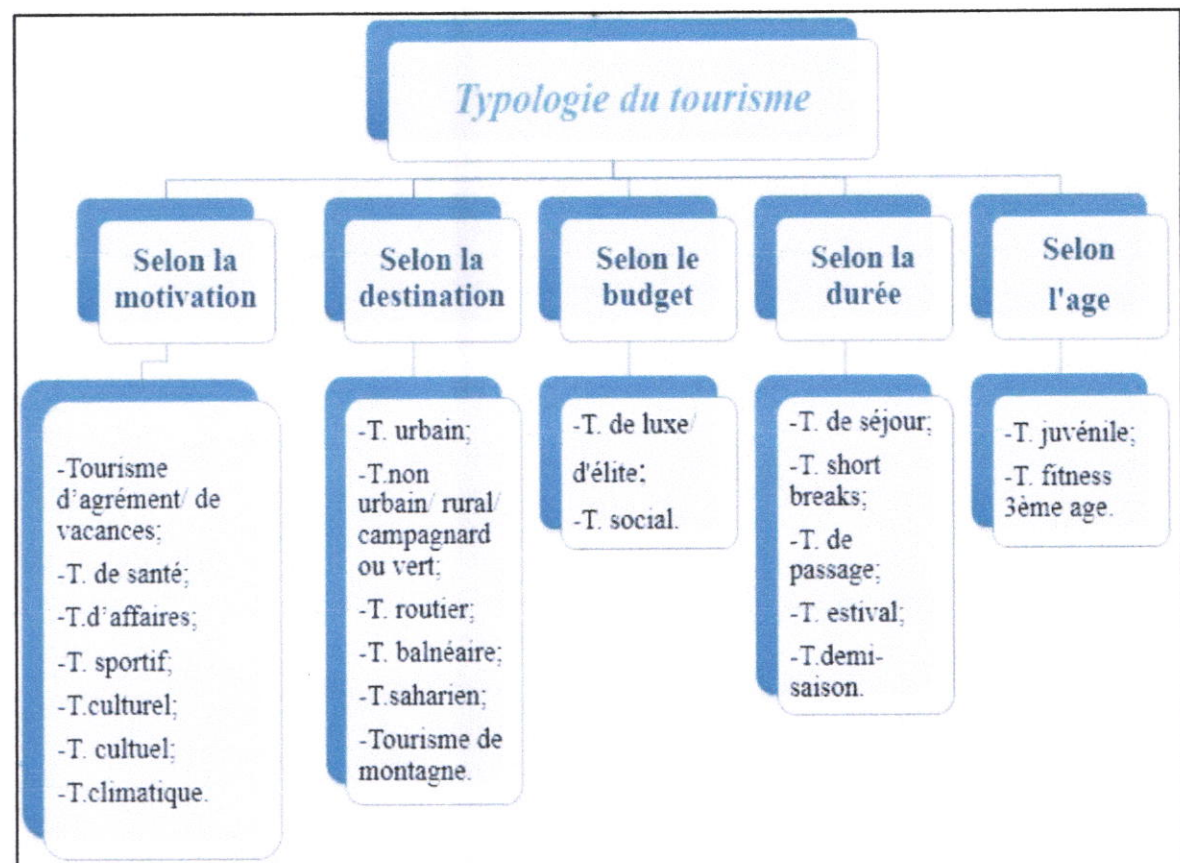 Typologie du tourisme
Selon la
motivation
Selon la
destination
Selon le
budget
Selon la
durée
Selon
l'age
-Tourisme
d'agrément/ de
vacances;
-T. de santé;
-T.d'affaires;
-T. sportif;
-T.culturel;
-T. cultuel;
-T.climatique.
-T. urbain;
-T.non
urbain/ rural/
campagnard
ou vert;
-T. routier;
-T. balnéaire;
-T.saharien;
-Tourisme de
montagne.
-T. de luxe/
d'élite;
-T. social.
-T. de séjour;
-T. short
breaks;
-T. de
passage;
-T. estival;
-T.demi-
saison.
-T. juvénile;
-T. fitness
3ème age.